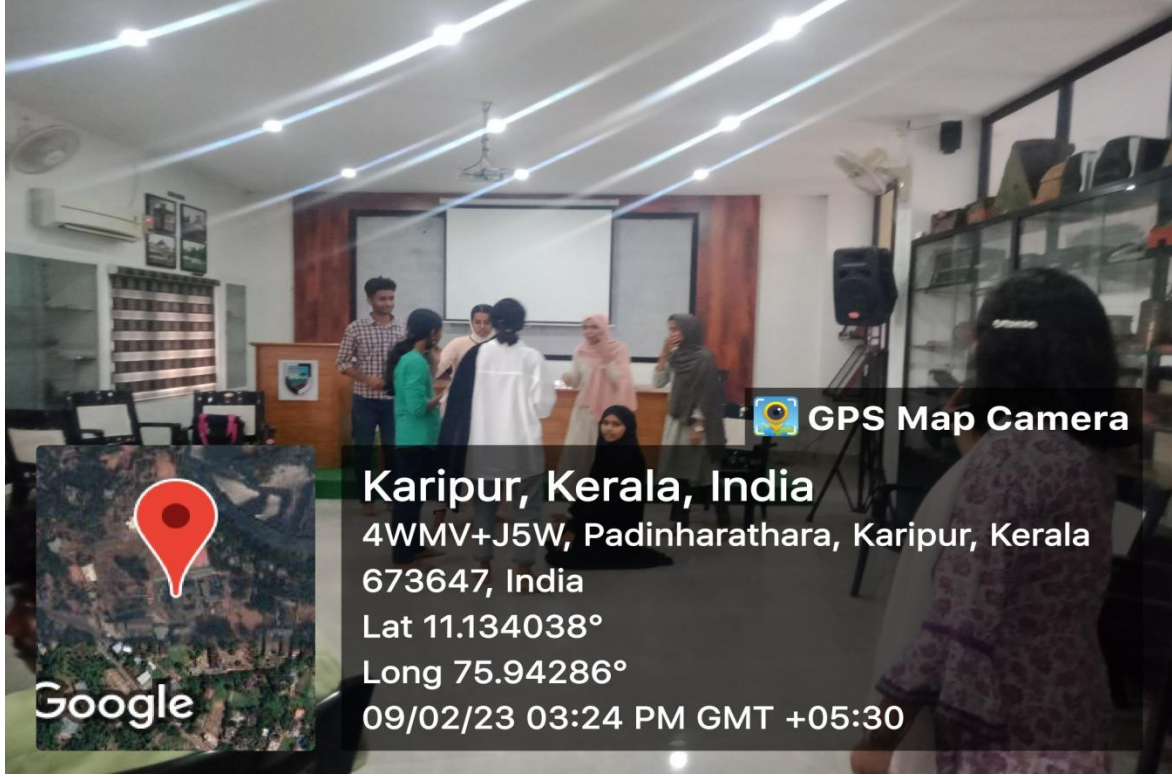 GPS Map Camera
Karipur, Kerala, India
4WMV+J5W, Padinharathara, Karipur, Kerala
673647, India
Lat 11.134038°
Long 75.94286°
09/02/23 03:24 PM GMT +05:30
Google